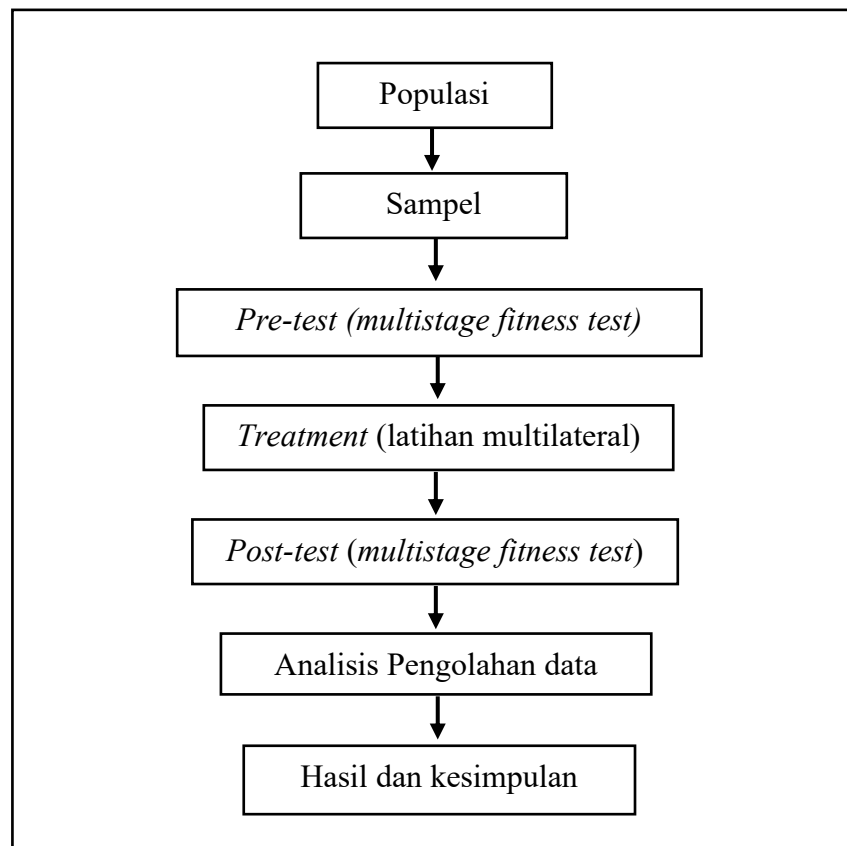 Populasi
Sampel
Pre-test (multistage fitness test)
Treatment (latihan multilateral)
Post-test (multistage fitness test)
Analisis Pengolahan data
Hasil dan kesimpulan